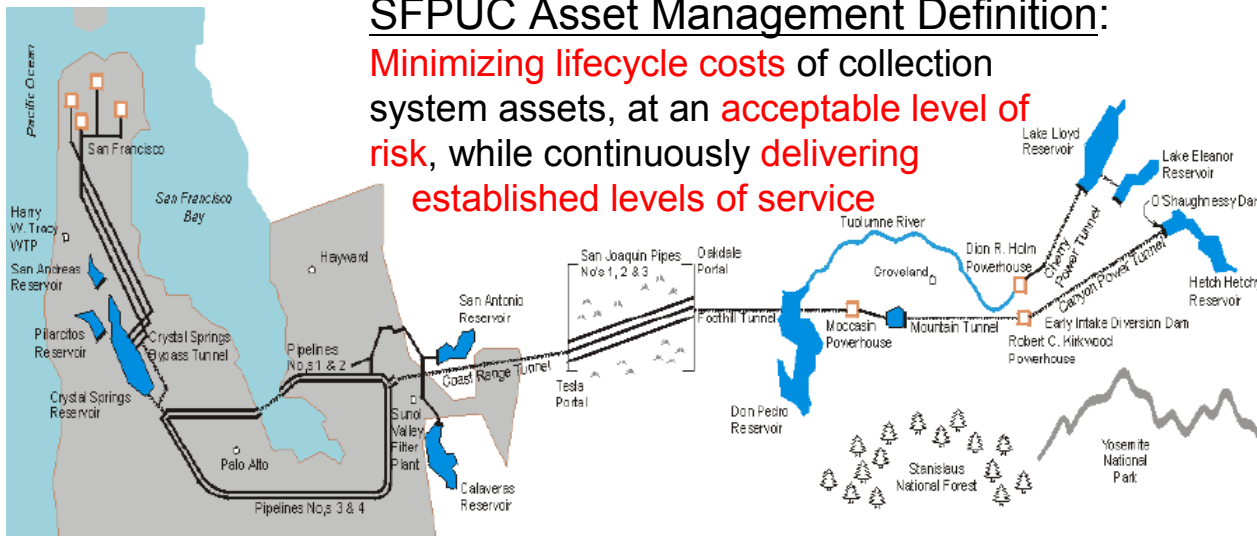 SFPUC Asset Management Definition:
Minimizing lifecycle costs of collection
system assets, at an acceptable level of
risk, while continuously delivering
established levels of service
Pacific Ocean
San Francisco
San Francisco
Bay
Harry
W. Tracy
WTP
San Andreas
Reservoir
Pilarcitos
Reservoir
Crystal Springs
Bypass Tunnel
Crystal Springs
Reservoir
Palo Alto
Hayward
Pipelines
No,s 1 & 2
Pipelines No,s 3 & 4
San Antonio
Reservoir
Coast Range Tunnel
Sunol
Valley
Filter
Plant
Calaveras
Reservoir
San Joaquin Pipes
No's 1, 2 & 3
Tesla
Portal
Oakdale
Portal
Foothill Tunnel
Tuolumne River
Don Pedro
Reservoir
Moccasin
Powerhouse
Groveland
Mountain Tunnel
Dion R. Holm
Powerhouse
Cherry
Power Tunnel
Canyon Power Tunnel
Lake Lloyd
Reservoir
Lake Eleanor
Reservoir
O'Shaughnessy Dam
Hetch Hetchy
Reservoir
Early Intake Diversion Dam
Robert C. Kirkwood
Powerhouse
Stanislaus
National Forest
Yosemite
National
Park